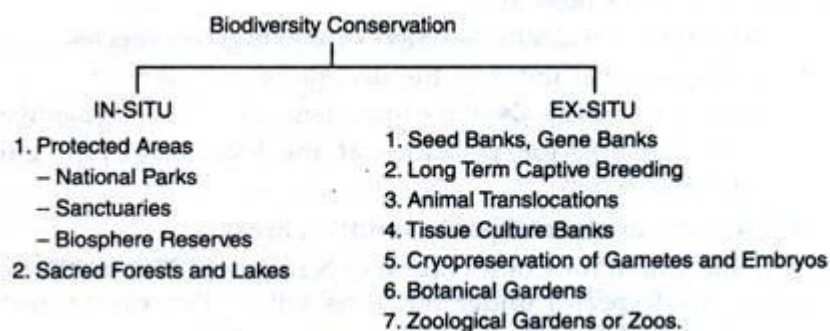 Biodiversity Conservation
IN-SITU
1. Protected Areas
– National Parks
– Sanctuaries
– Biosphere Reserves
2. Sacred Forests and Lakes
EX-SITU
1. Seed Banks, Gene Banks
2. Long Term Captive Breeding
3. Animal Translocations
4. Tissue Culture Banks
5. Cryopreservation of Gametes and Embryos
6. Botanical Gardens
7. Zoological Gardens or Zoos.